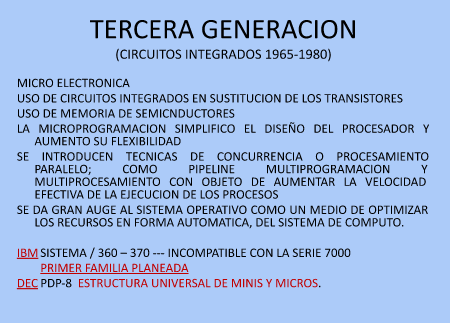 TERCERA GENERACION
(CIRCUITOS INTEGRADOS 1965-1980)
MICRO ELECTRONICA
USO DE CIRCUITOS INTEGRADOS EN SUSTITUCION DE LOS TRANSISTORES
USO DE MEMORIA DE SEMICNDUCTORES
LA MICROPROGRAMACION SIMPLIFICO EL DISEÑO DEL PROCESADOR Y
AUMENTO SU FLEXIBILIDAD
SE INTRODUCEN TECNICAS DE CONCURRENCIA O PROCESAMIENTO
PARALELO; COMO PIPELINE MULTIPROGRAMACION Y
MULTIPROCESAMIENTO CON OBJETO DE AUMENTAR LA VELOCIDAD
EFECTIVA DE LA EJECUCION DE LOS PROCESOS
SE DA GRAN AUGE AL SISTEMA OPERATIVO COMO UN MEDIO DE OPTIMIZAR
LOS RECURSOS EN FORMA AUTOMATICA, DEL SISTEMA DE COMPUTO.
IBM SISTEMA / 360 – 370 --- INCOMPATIBLE CON LA SERIE 7000
PRIMER FAMILIA PLANEADA
DEC PDP-8 ESTRUCTURA UNIVERSAL DE MINIS Y MICROS.